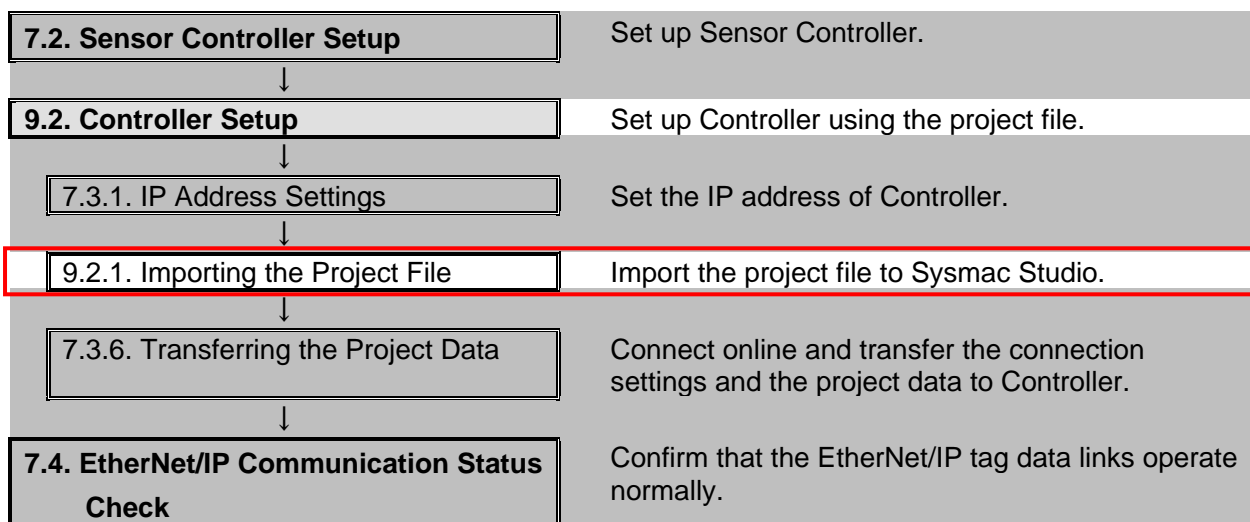 7.2. Sensor Controller Setup
Set up Sensor Controller.
↓
9.2. Controller Setup
Set up Controller using the project file.
↓
7.3.1. IP Address Settings
Set the IP address of Controller.
↓
9.2.1. Importing the Project File
Import the project file to Sysmac Studio.
↓
7.3.6. Transferring the Project Data
Connect online and transfer the connection
settings and the project data to Controller.
↓
7.4. EtherNet/IP Communication Status
Check
Confirm that the EtherNet/IP tag data links operate
normally.